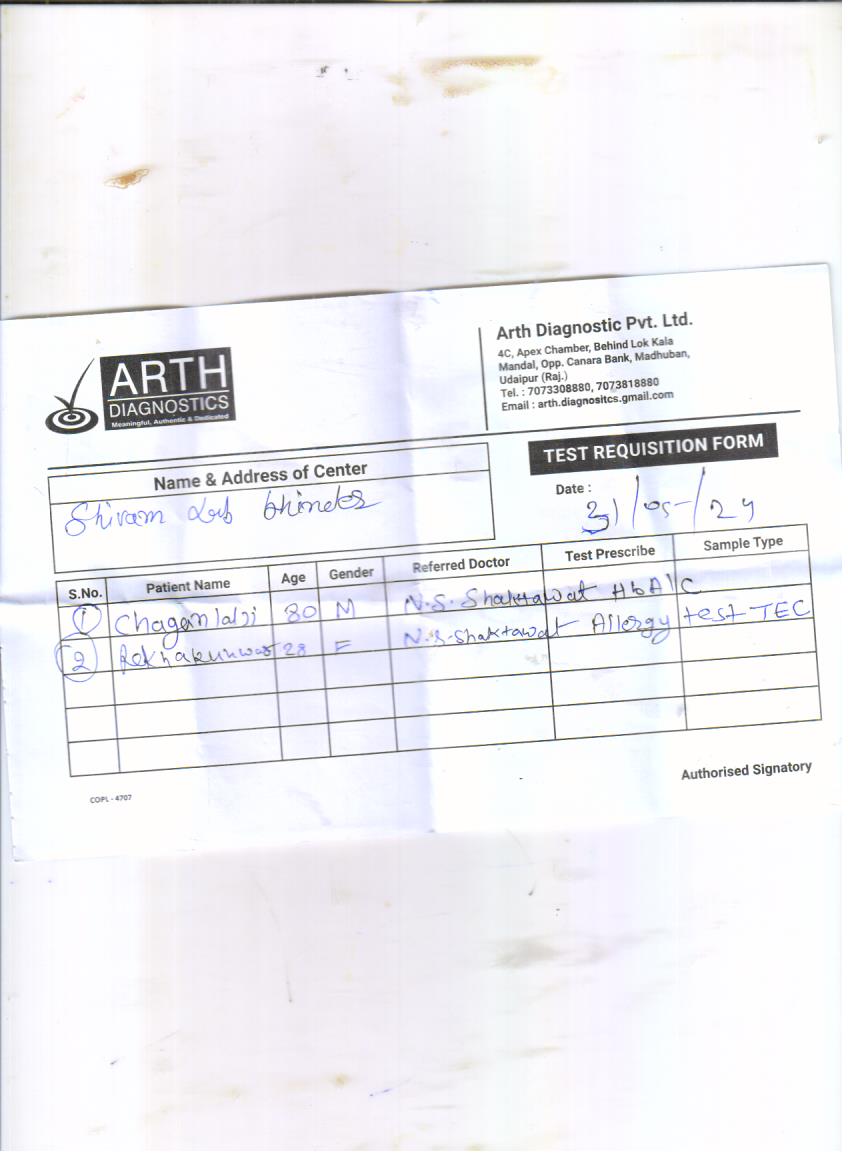 ARTH
DIAGNOSTICS
Meaningful, Authentic & Dedicated
Arth Diagnostic Pvt. Ltd.
4C, Apex Chamber, Behind Lok Kala
Mandal, Opp. Canara Bank, Madhuban,
Udaipur (Raj.)
Tel. : 7073308880, 7073818880
Email : arth.diagnositcs.gmail.com
TEST REQUISITION FORM
Name & Address of Center
Shivam Lab
Date :
31/05-/24
S.No. Patient Name Age Gender Referred Doctor Test Prescribe Sample Type
1 Chaganlalji 80 M N.S. Shaktawat HbA1C
2 Rekhakunwar 28 F N.S-Shaktawat Allergy test-TEC
Authorised Signatory
COPL - 4707